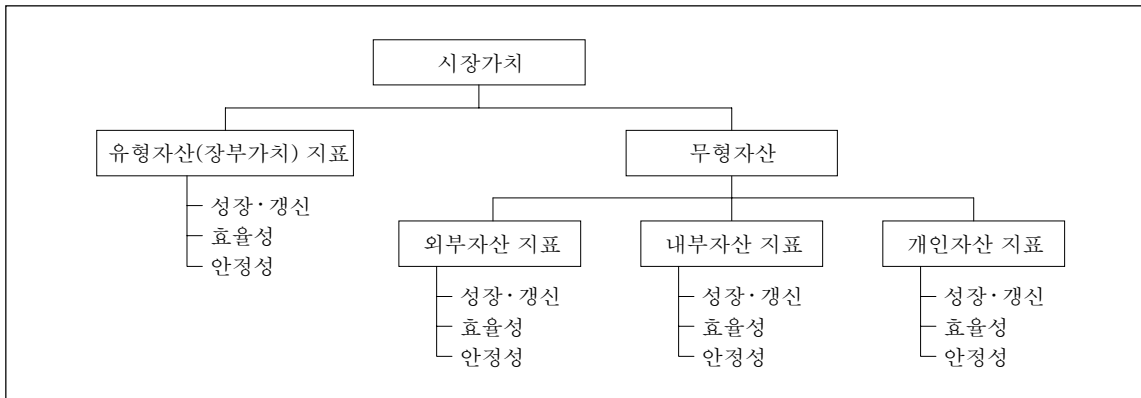 시장가치
유형자산(장부가치) 지표
무형자산
성장·갱신
효율성
안정성
외부자산 지표
내부자산 지표
개인자산 지표
성장·갱신
효율성
안정성
성장·갱신
효율성
안정성
성장·갱신
효율성
안정성